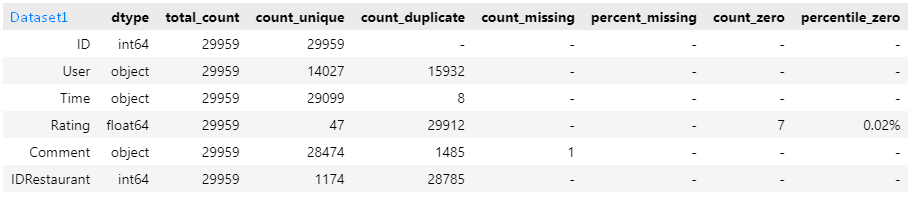 Dataset1 dtype total_count count_unique count_duplicate count_missing percent_missing count_zero percentile_zero
ID int64 29959 29959 - - - - -
User object 29959 14027 15932 - - - -
Time object 29959 29099 8 - - - -
Rating float64 29959 47 29912 - - 7 0.02%
Comment object 29959 28474 1485 1 - - -
IDRestaurant int64 29959 1174 28785 - - - -